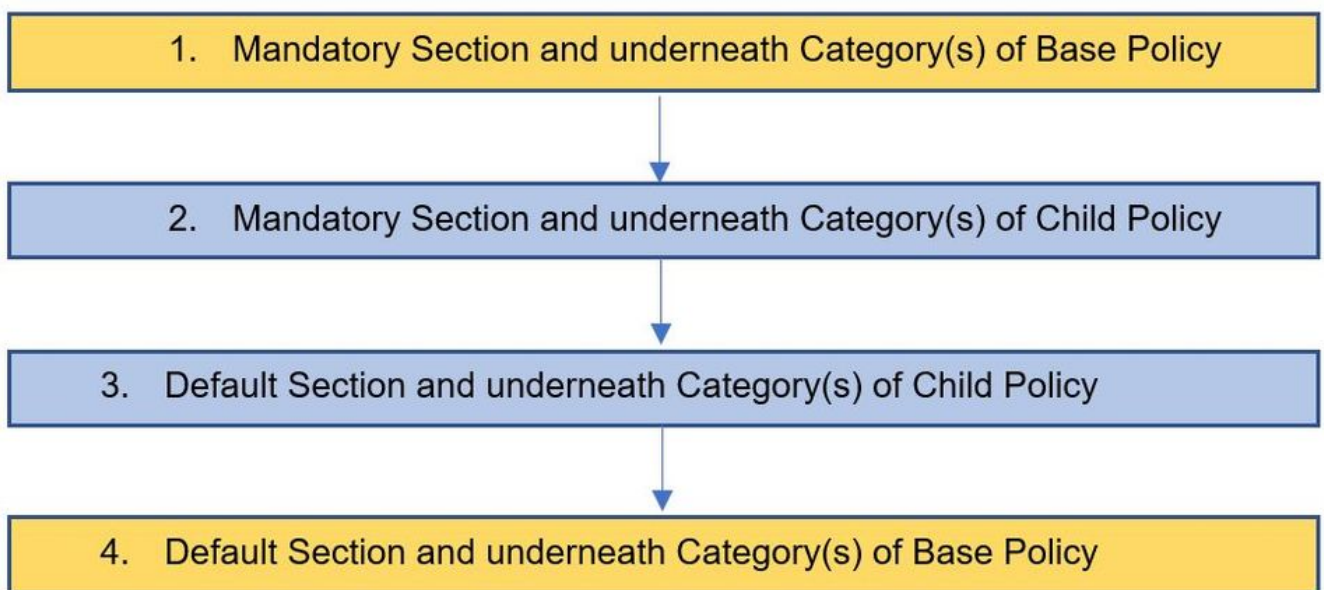 1. Mandatory Section and underneath Category(s) of Base Policy
2. Mandatory Section and underneath Category(s) of Child Policy
3. Default Section and underneath Category(s) of Child Policy
4. Default Section and underneath Category(s) of Base Policy